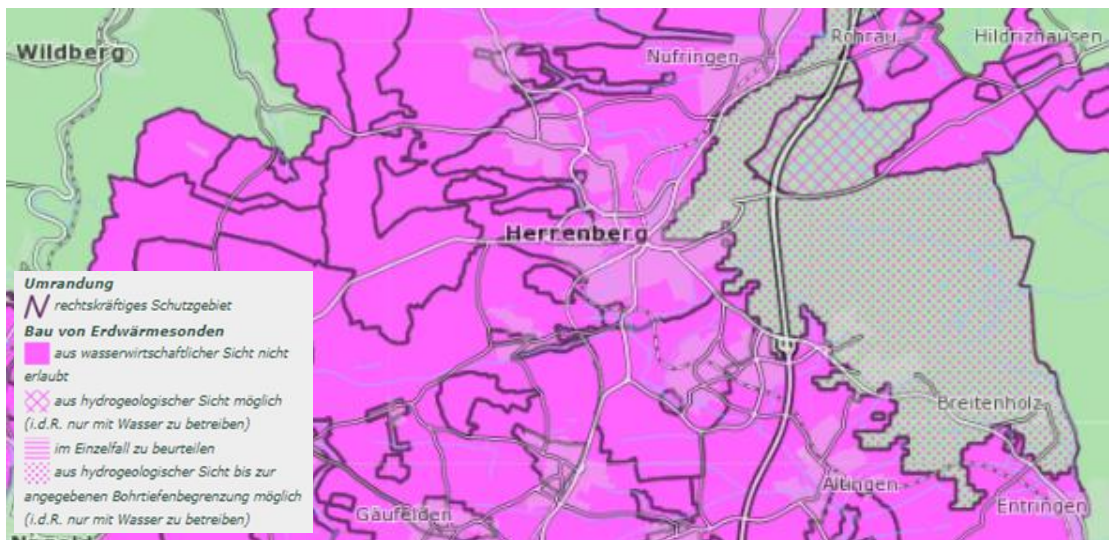 Wildberg
Rohrau
Hildrizhausen
Nufringen
Herrenberg
Umrandung
rechtskräftiges Schutzgebiet
Bau von Erdwärmesonden
aus wasserwirtschaftlicher Sicht nicht
erlaubt
aus hydrogeologischer Sicht möglich
(i.d.R. nur mit Wasser zu betreiben)
im Einzelfall zu beurteilen
aus hydrogeologischer Sicht bis zur
angegebenen Bohrtiefenbegrenzung möglich
(i.d.R. nur mit Wasser zu betreiben)
Breitenholz
Altingen
Entringen
Gäufelden